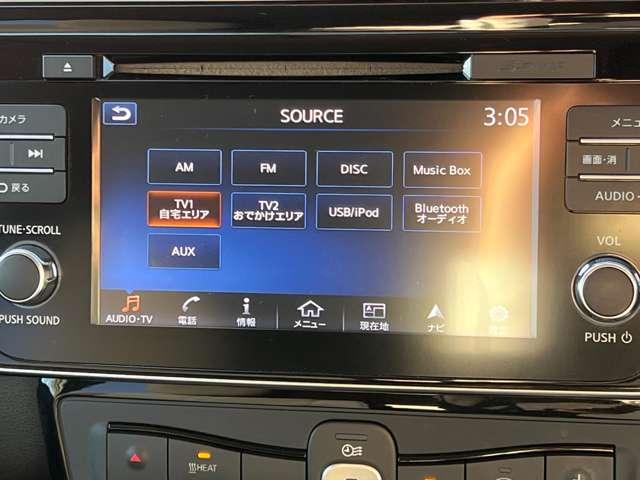 カメラ
戻る
TUNE·SCROLL
PUSH SOUND
SOURCE
3:05
AM
FM
DISC
Music Box
TV1
自宅エリア
TV2
おでかけエリア
USB/iPod
Bluetooth
オーディオ
AUX
AUDIO·TV
電話
情報
メニュー
現在地
ナビ
設定
メニュ
画面·消
AUDIO·
VOL
PUSH
HEAT